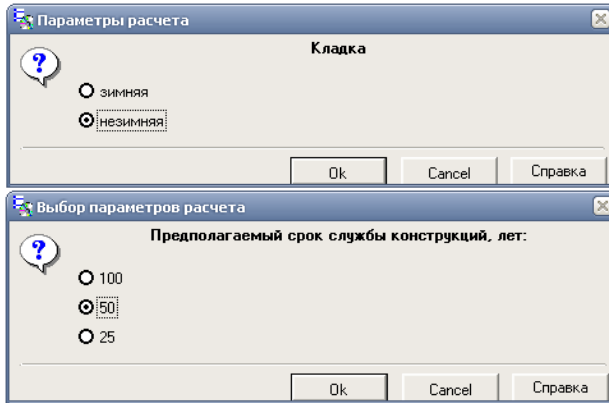 Параметры расчета
Кладка
зимняя
незимняя
Ok Cancel Справка
Выбор параметров расчета
Предполагаемый срок службы конструкций, лет:
100
50
25
Ok Cancel Справка